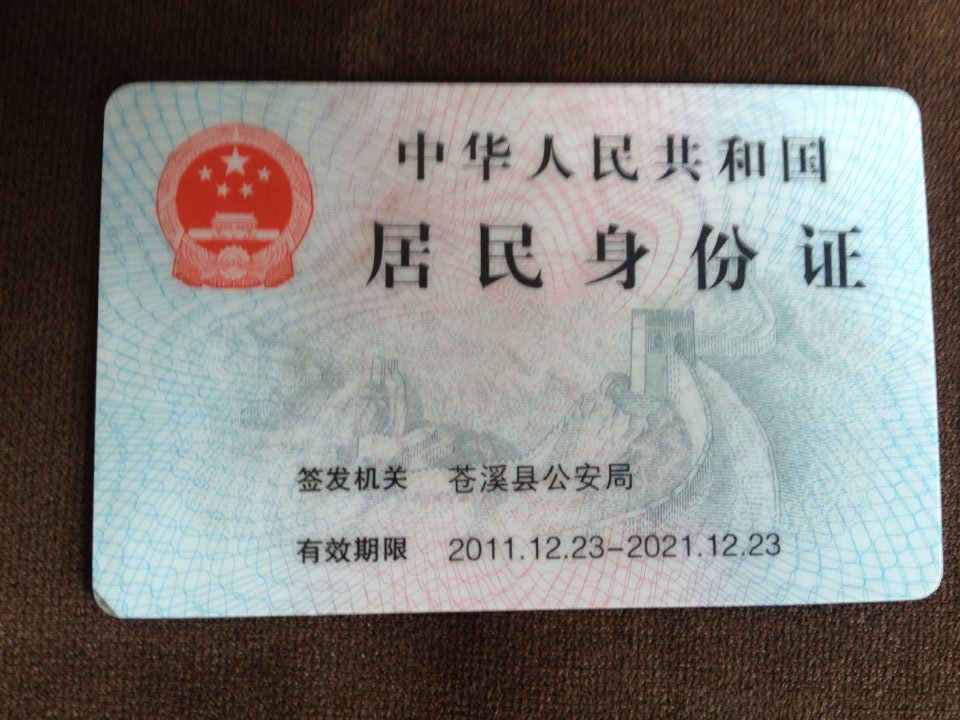 中华人民共和国
居民身份证
签发机关 苍溪县公安局
有效期限 2011.12.23-2021.12.23